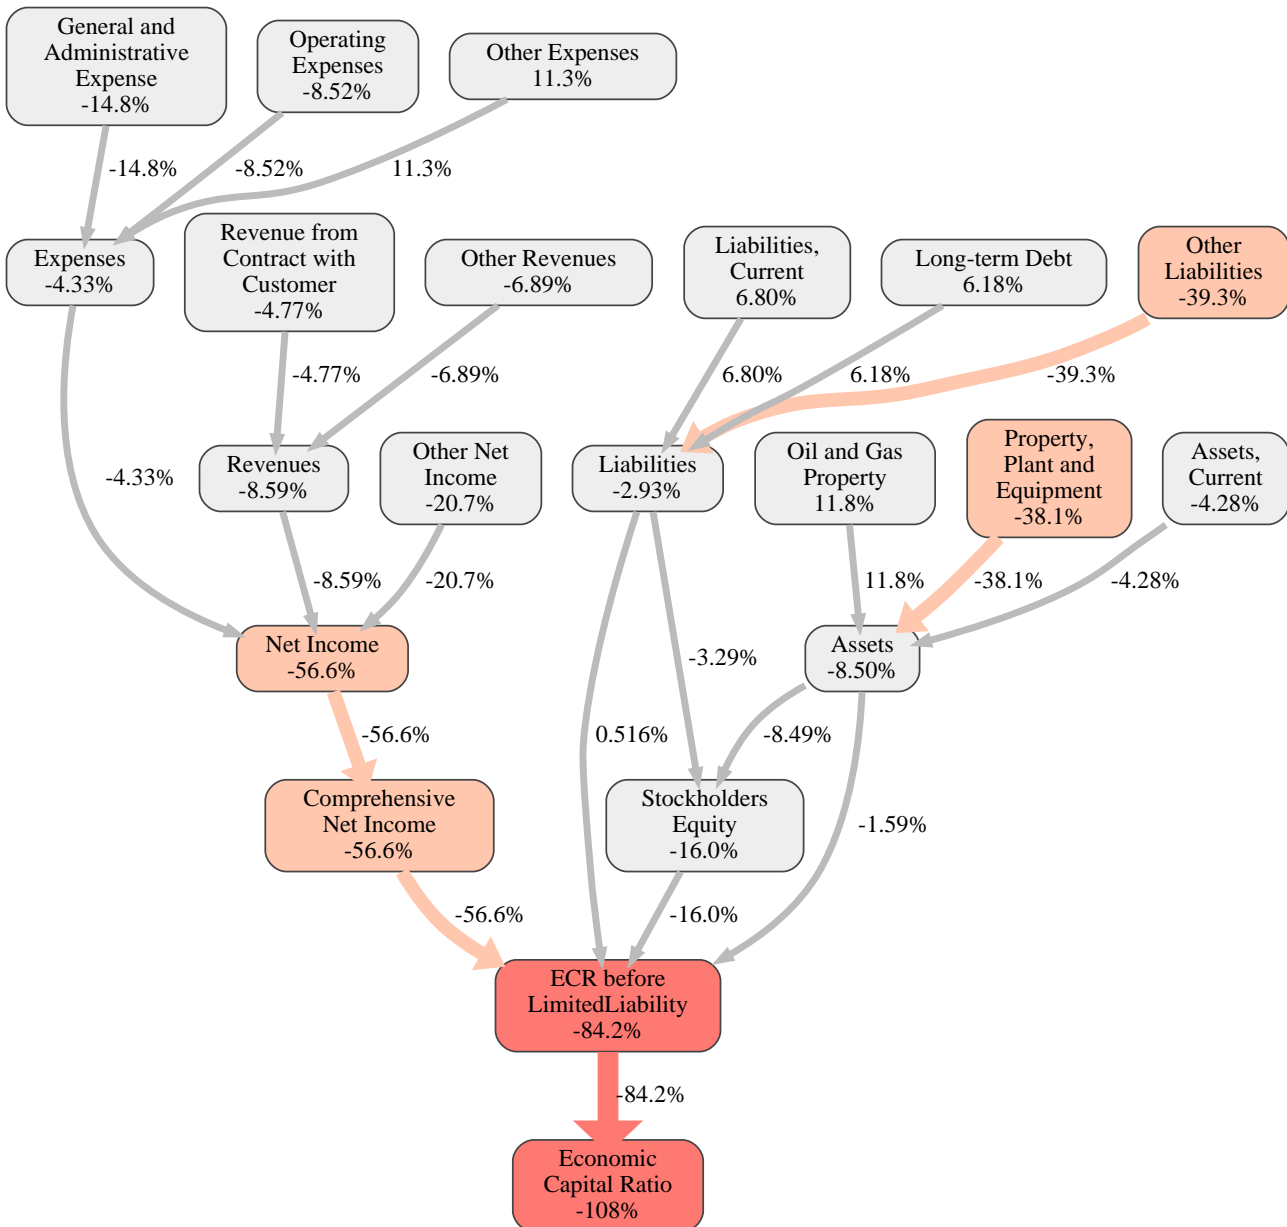 General and
Administrative
Expense
-14.8%
Operating
Expenses
-8.52%
Other Expenses
11.3%
-14.8%
-8.52%
11.3%
Expenses
-4.33%
Revenue from
Contract with
Customer
-4.77%
Other Revenues
-6.89%
Liabilities,
Current
6.80%
Long-term Debt
6.18%
Other
Liabilities
-39.3%
-4.77%
-6.89%
6.80%
6.18%
-39.3%
-4.33%
Revenues
-8.59%
Other Net
Income
-20.7%
Liabilities
-2.93%
Oil and Gas
Property
11.8%
Property,
Plant and
Equipment
-38.1%
Assets,
Current
-4.28%
-8.59%
-20.7%
11.8%
-38.1%
-4.28%
Net Income
-56.6%
-3.29%
Assets
-8.50%
-56.6%
0.516%
-8.49%
-1.59%
Comprehensive
Net Income
-56.6%
Stockholders
Equity
-16.0%
-56.6%
-16.0%
ECR before
LimitedLiability
-84.2%
-84.2%
Economic
Capital Ratio
-108%